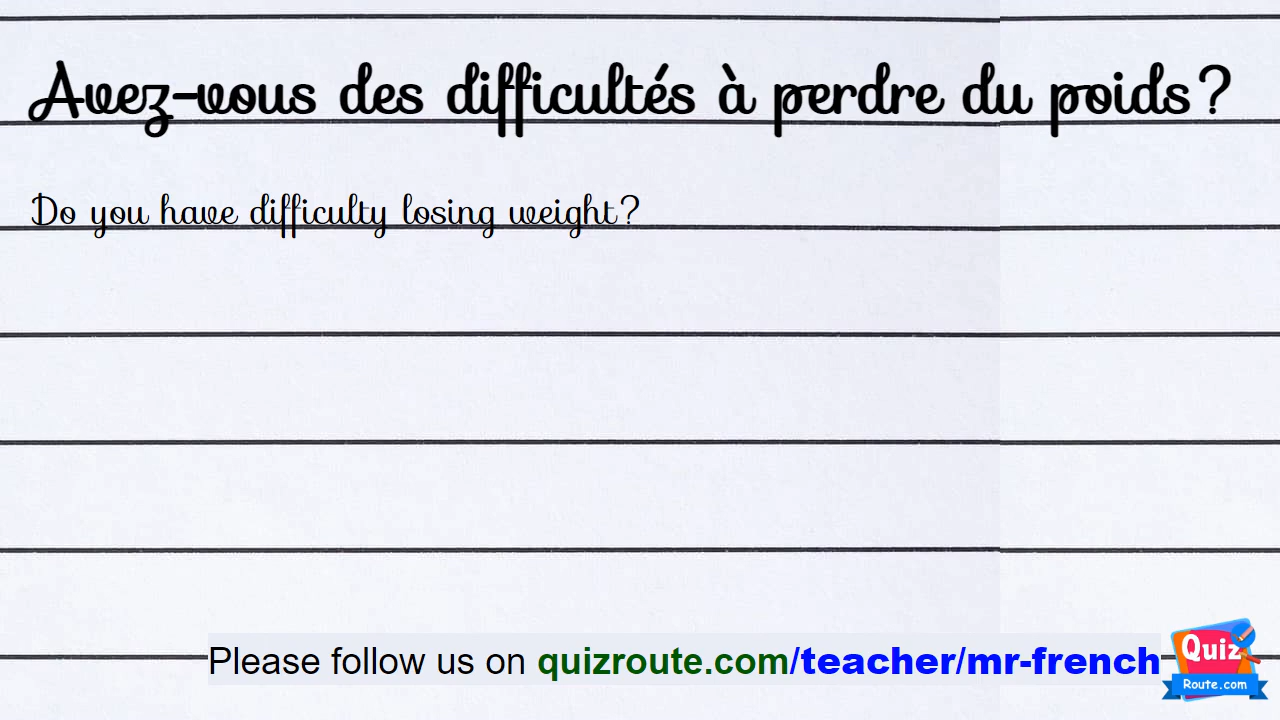 Avez-vous des difficultés à perdre du poids?
Do you have difficulty losing weight?
Please follow us on quizroute.com/teacher/mr-french
Quiz
Route.com